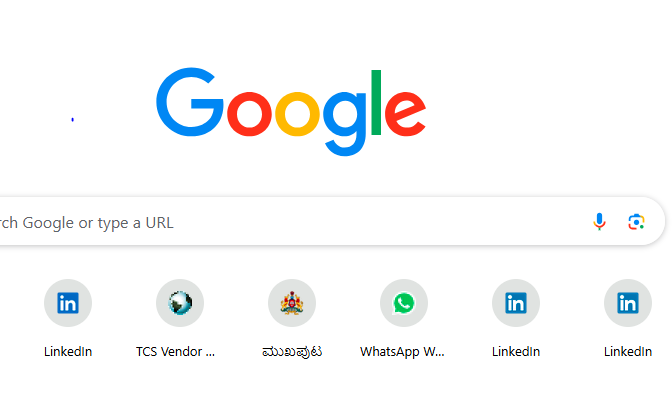 Google
rch Google or type a URL
LinkedIn
TCS Vendor ...
ಮುಖಪುಟ
WhatsApp W...
LinkedIn
LinkedIn